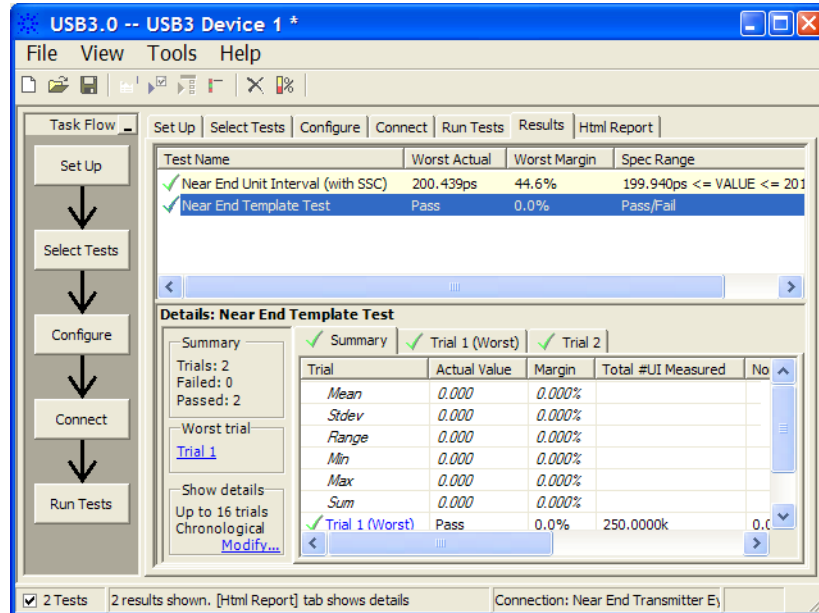 USB3.0 -- USB3 Device 1 *
File View Tools Help
Task Flow
Set Up
Select Tests
Configure
Connect
Run Tests
Set Up Select Tests Configure Connect Run Tests Results Html Report
Test Name Worst Actual Worst Margin Spec Range
Near End Unit Interval (with SSC) 200.439ps 44.6% 199.940ps <= VALUE <= 201
Near End Template Test Pass 0.0% Pass/Fail
Details: Near End Template Test
Summary
Trials: 2
Failed: 0
Passed: 2
Worst trial
Trial 1
Show details
Up to 16 trials
Chronological
Modify...
Summary Trial 1 (Worst) Trial 2
Trial Actual Value Margin Total #UI Measured No
Mean 0.000 0.000%
Stdev 0.000 0.000%
Range 0.000 0.000%
Min 0.000 0.000%
Max 0.000 0.000%
Sum 0.000 0.000%
Trial 1 (Worst) Pass 0.0% 250.0000k 0.0
2 Tests 2 results shown. [Html Report] tab shows details Connection: Near End Transmitter Ey